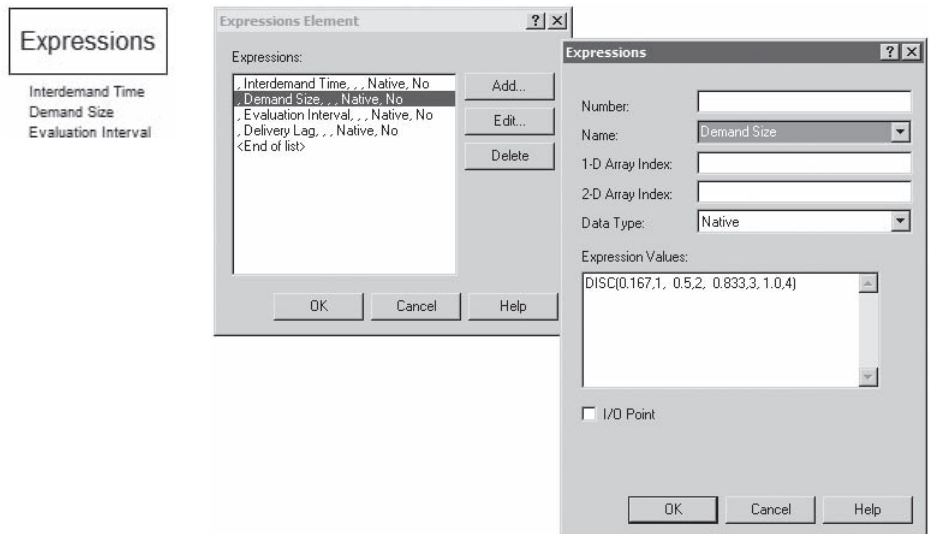 Expressions
Interdemand Time
Demand Size
Evaluation Interval
Expressions Element
?
×
Expressions:
, Interdemand Time, , , Native, No
, Demand Size, , , Native, No
, Evaluation Interval, , , Native, No
, Delivery Lag, , , Native, No
<End of list>
Add...
Edit...
Delete
OK
Cancel
Help
Expressions
?
×
Number:
Name:
Demand Size
1-D Array Index:
2-D Array Index:
Data Type:
Native
Expression Values:
DISC(0.167,1, 0.5,2, 0.833,3, 1.0,4)
I/O Point
OK
Cancel
Help